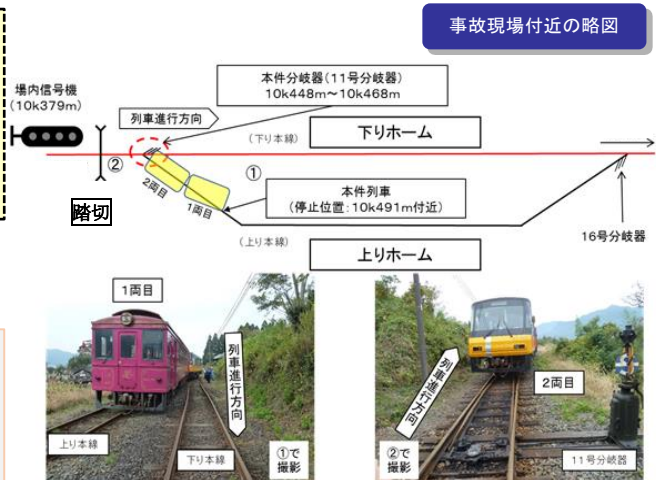 事故現場付近の略図
場内信号機
(10k379m)
本件分岐器(11号分岐器)
10k448m～10k468m
列車進行方向
(下り本線)
下りホーム
②
①
2両目
1両目
本件列車
(停止位置:10k491m付近)
踏切
(上り本線)
上りホーム
16号分岐器
1両目
列車進行方向
上り本線
下り本線
①で
撮影
列車進行方向
2両目
②で
撮影
11号分岐器